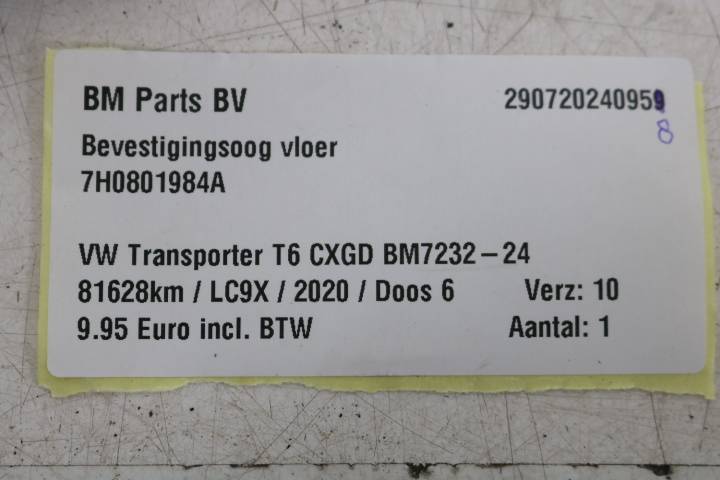 BM Parts BV 290720240959
8
Bevestigingsoog vloer
7H0801984A
VW Transporter T6 CXGD BM7232-24
81628km / LC9X / 2020 / Doos 6 Verz: 10
9.95 Euro incl. BTW Aantal: 1